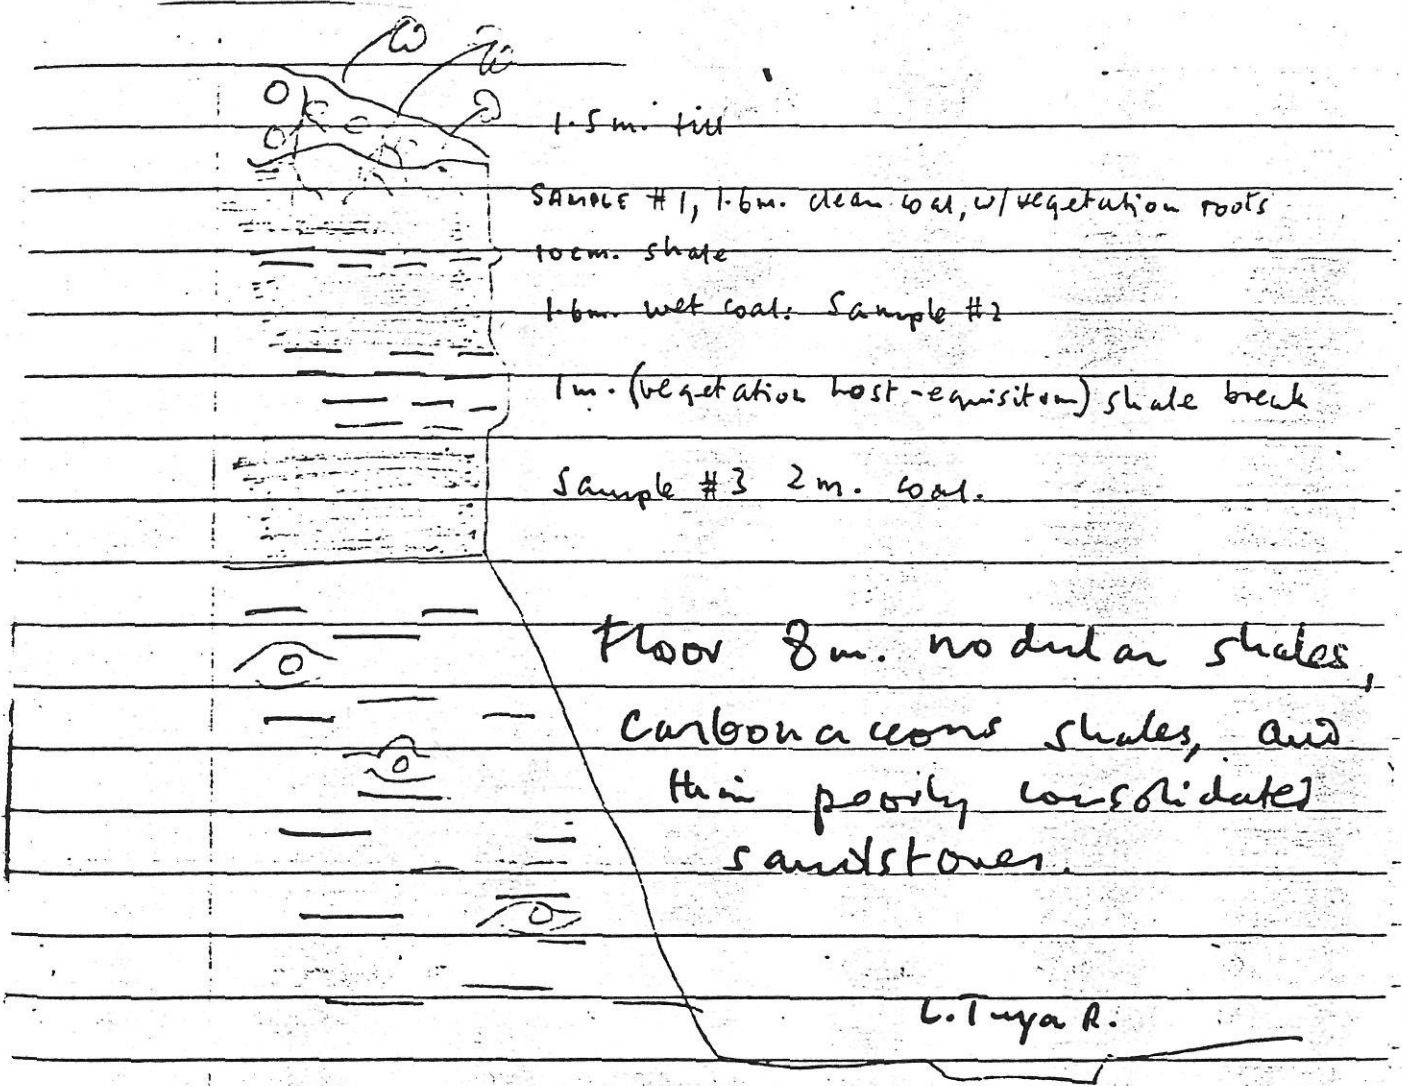 1.5m. till
SAMPLE #1, 1.6m. clean coal, w/ vegetation roots
10cm. shale
1.6m. wet coal: Sample #2
1m. (vegetation host-equisitum) shale break
Sample #3 2m. coal.
Floor 8m. nodular shales,
carbonaceous shales, and
thin poorly consolidated
sandstones.
L. Tuya R.